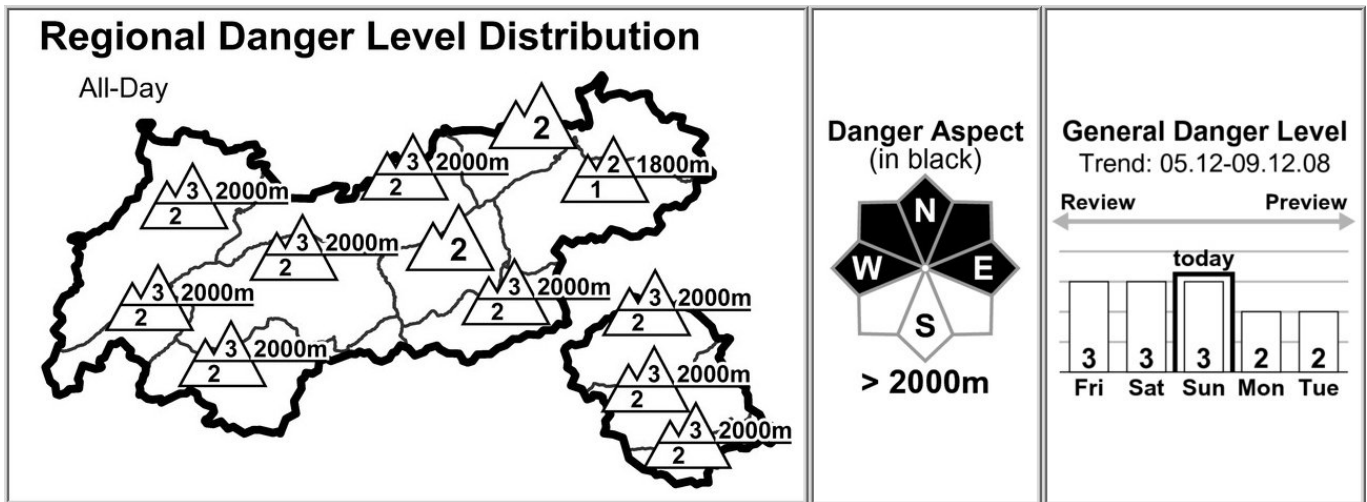 Regional Danger Level Distribution
All-Day
2
3 2000m
2
2 1800m
1
3 2000m
2
3 2000m
2
2
3 2000m
2
3 2000m
2
3 2000m
2
3 2000m
2
3 2000m
2
3 2000m
2
Danger Aspect
(in black)
N
W E
S
> 2000m
General Danger Level
Trend: 05.12-09.12.08
Review Preview
today
3 3 3 2 2
Fri Sat Sun Mon Tue